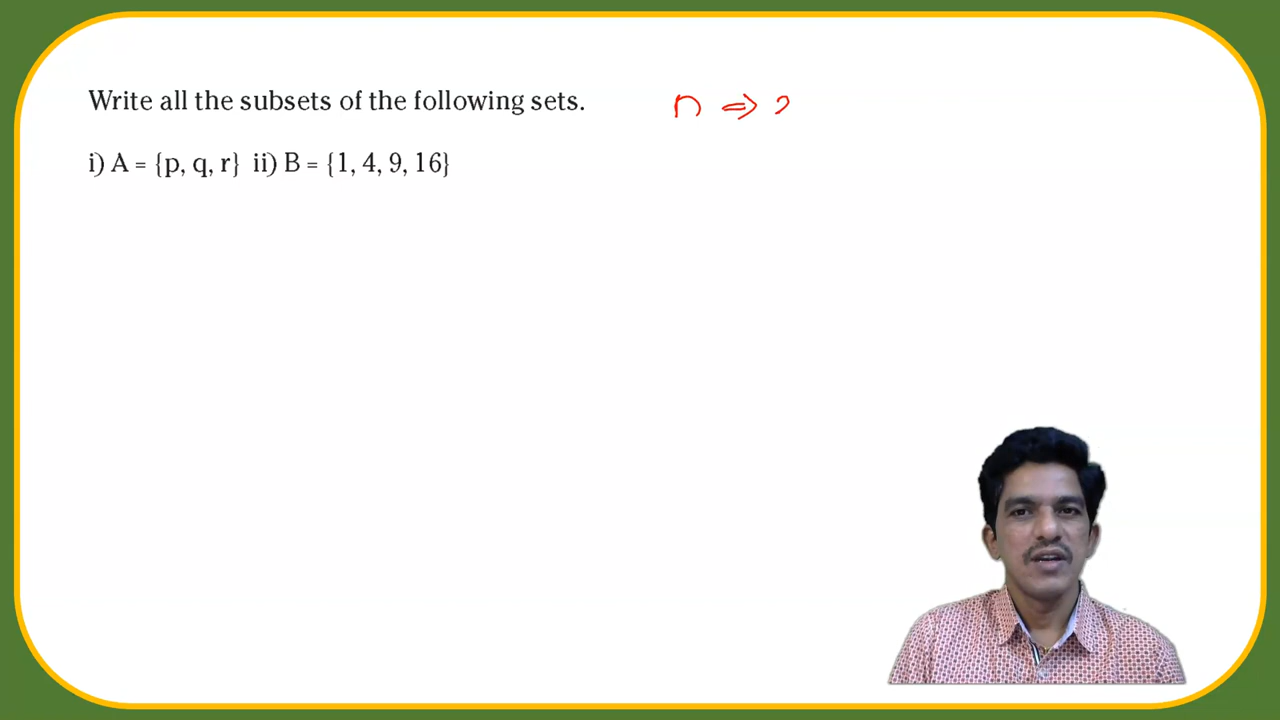 Write all the subsets of the following sets. n ⇒ 2
i) A = {p, q, r} ii) B = {1, 4, 9, 16}